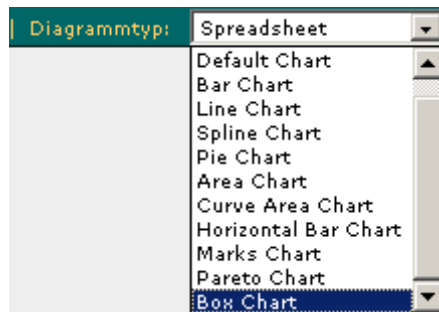 Diagrammtyp: Spreadsheet
Default Chart
Bar Chart
Line Chart
Spline Chart
Pie Chart
Area Chart
Curve Area Chart
Horizontal Bar Chart
Marks Chart
Pareto Chart
Box Chart